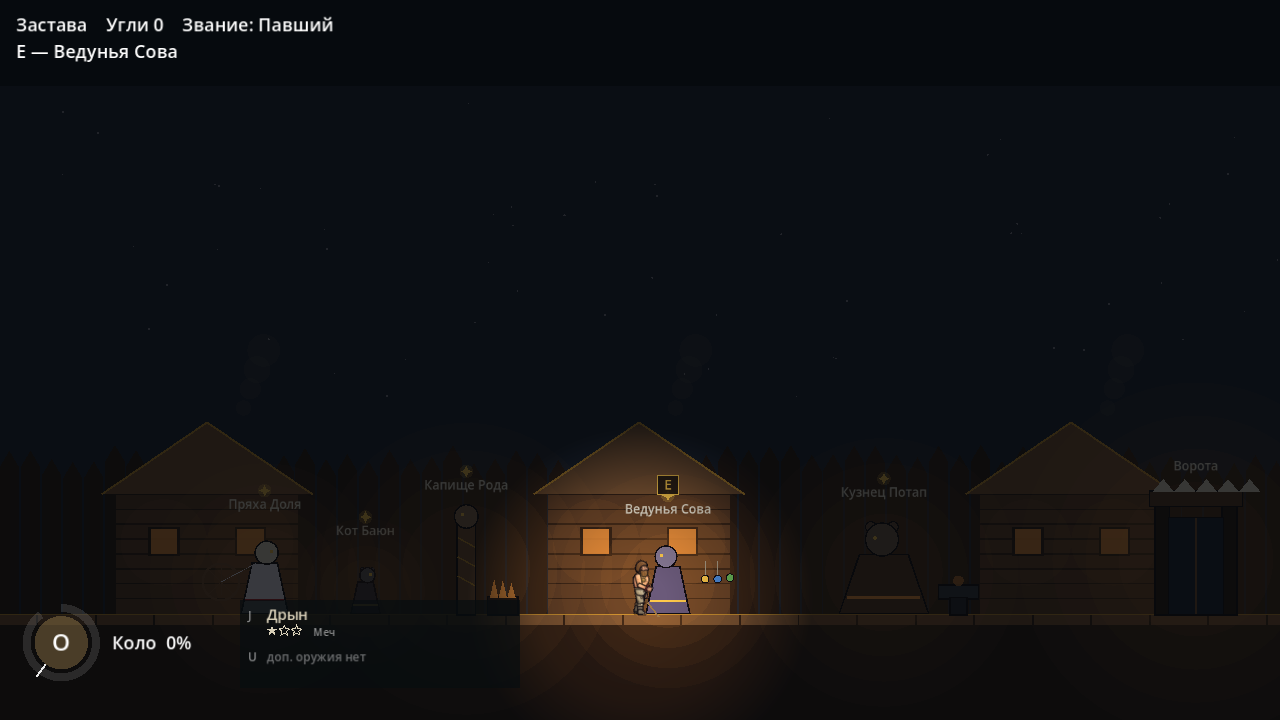 Застава Угли 0 Звание: Павший
E — Ведунья Сова
Ворота
E
Капище Рода
Кузнец Потап
Пряха Доля
Ведунья Сова
Кот Баюн
J Дрын
Меч
U доп. оружия нет
О Коло 0%